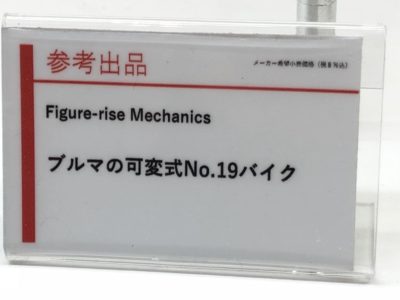 参考出品
メーカー希望小売価格（税8％込）
Figure-rise Mechanics
ブルマの可変式No.19バイク